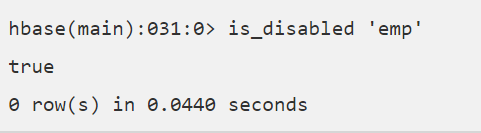 hbase(main):031:0> is_disabled 'emp'
true
0 row(s) in 0.0440 seconds